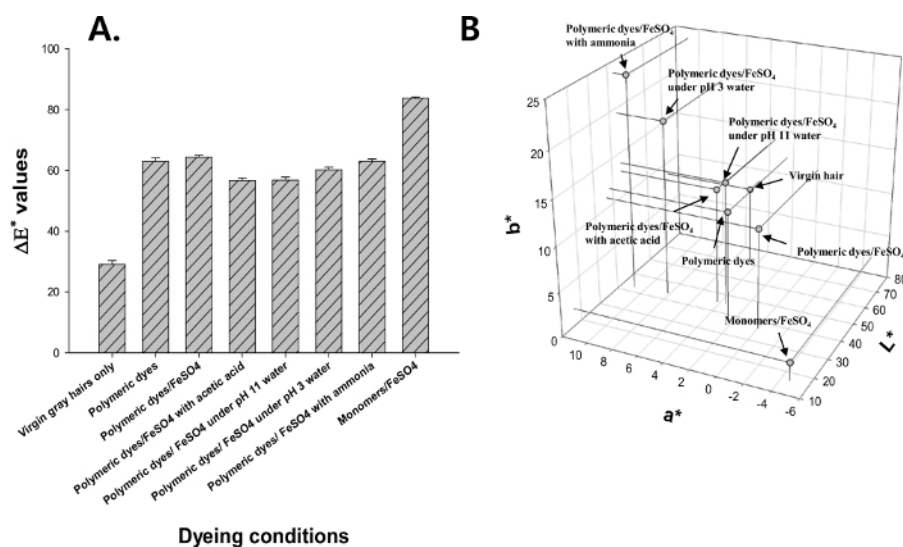 A.
100
80
60
40
20
0
ΔE* values
Virgin gray hairs only
Polymeric dyes
Polymeric dyes/FeSO4
Polymeric dyes/FeSO4 with acetic acid
Polymeric dyes/ FeSO4 under pH 11 water
Polymeric dyes/ FeSO4 under pH 3 water
Polymeric dyes/ FeSO4 with ammonia
Monomers/FeSO4
Dyeing conditions
B
Polymeric dyes/FeSO₄
with ammonia
Polymeric dyes/FeSO₄
under pH 3 water
Polymeric dyes/FeSO₄
under pH 11 water
Virgin hair
Polymeric dyes/FeSO₄
with acetic acid
Polymeric dyes
Polymeric dyes/FeSO₄
Monomers/FeSO₄
25
20
15
10
5
0
b*
10
8
6
4
2
0
-2
-4
-6
a*
10
20
30
40
50
60
70
80
L*